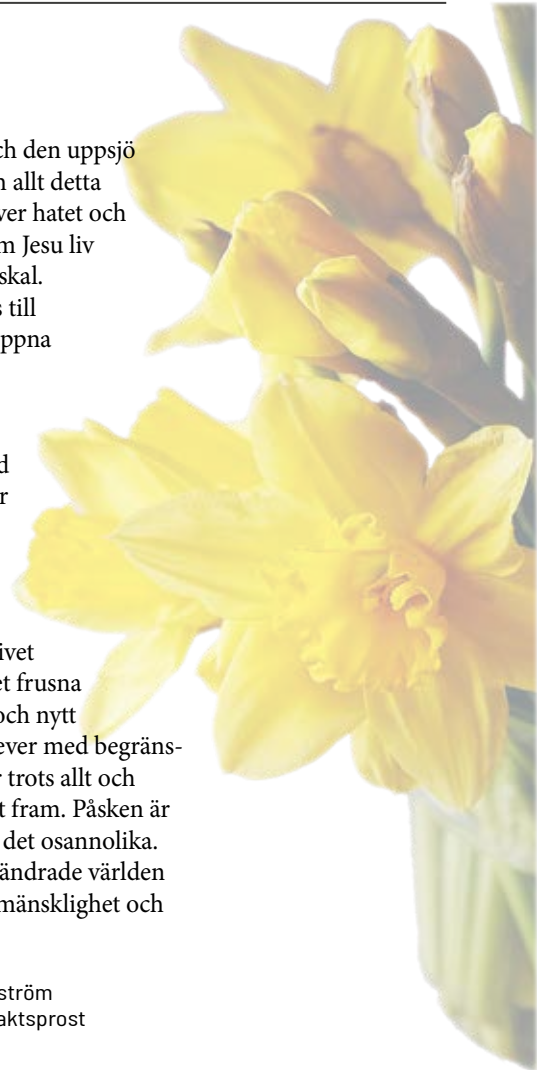 ch den uppsjö
n allt detta
ver hatet och
m Jesu liv
skal.
s till
ppna
d
r
ivet
et frusna
och nytt
ever med begräns-
r trots allt och
t fram. Påsken är
det osannolika.
ändrade världen
mänsklighet och
ström
aktsprost